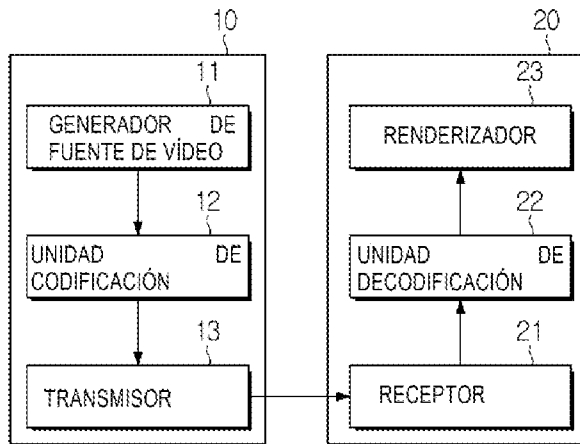 10
20
11
GENERADOR DE
FUENTE DE VÍDEO
23
RENDERIZADOR
12
UNIDAD DE
CODIFICACIÓN
22
UNIDAD DE
DECODIFICACIÓN
13
TRANSMISOR
21
RECEPTOR